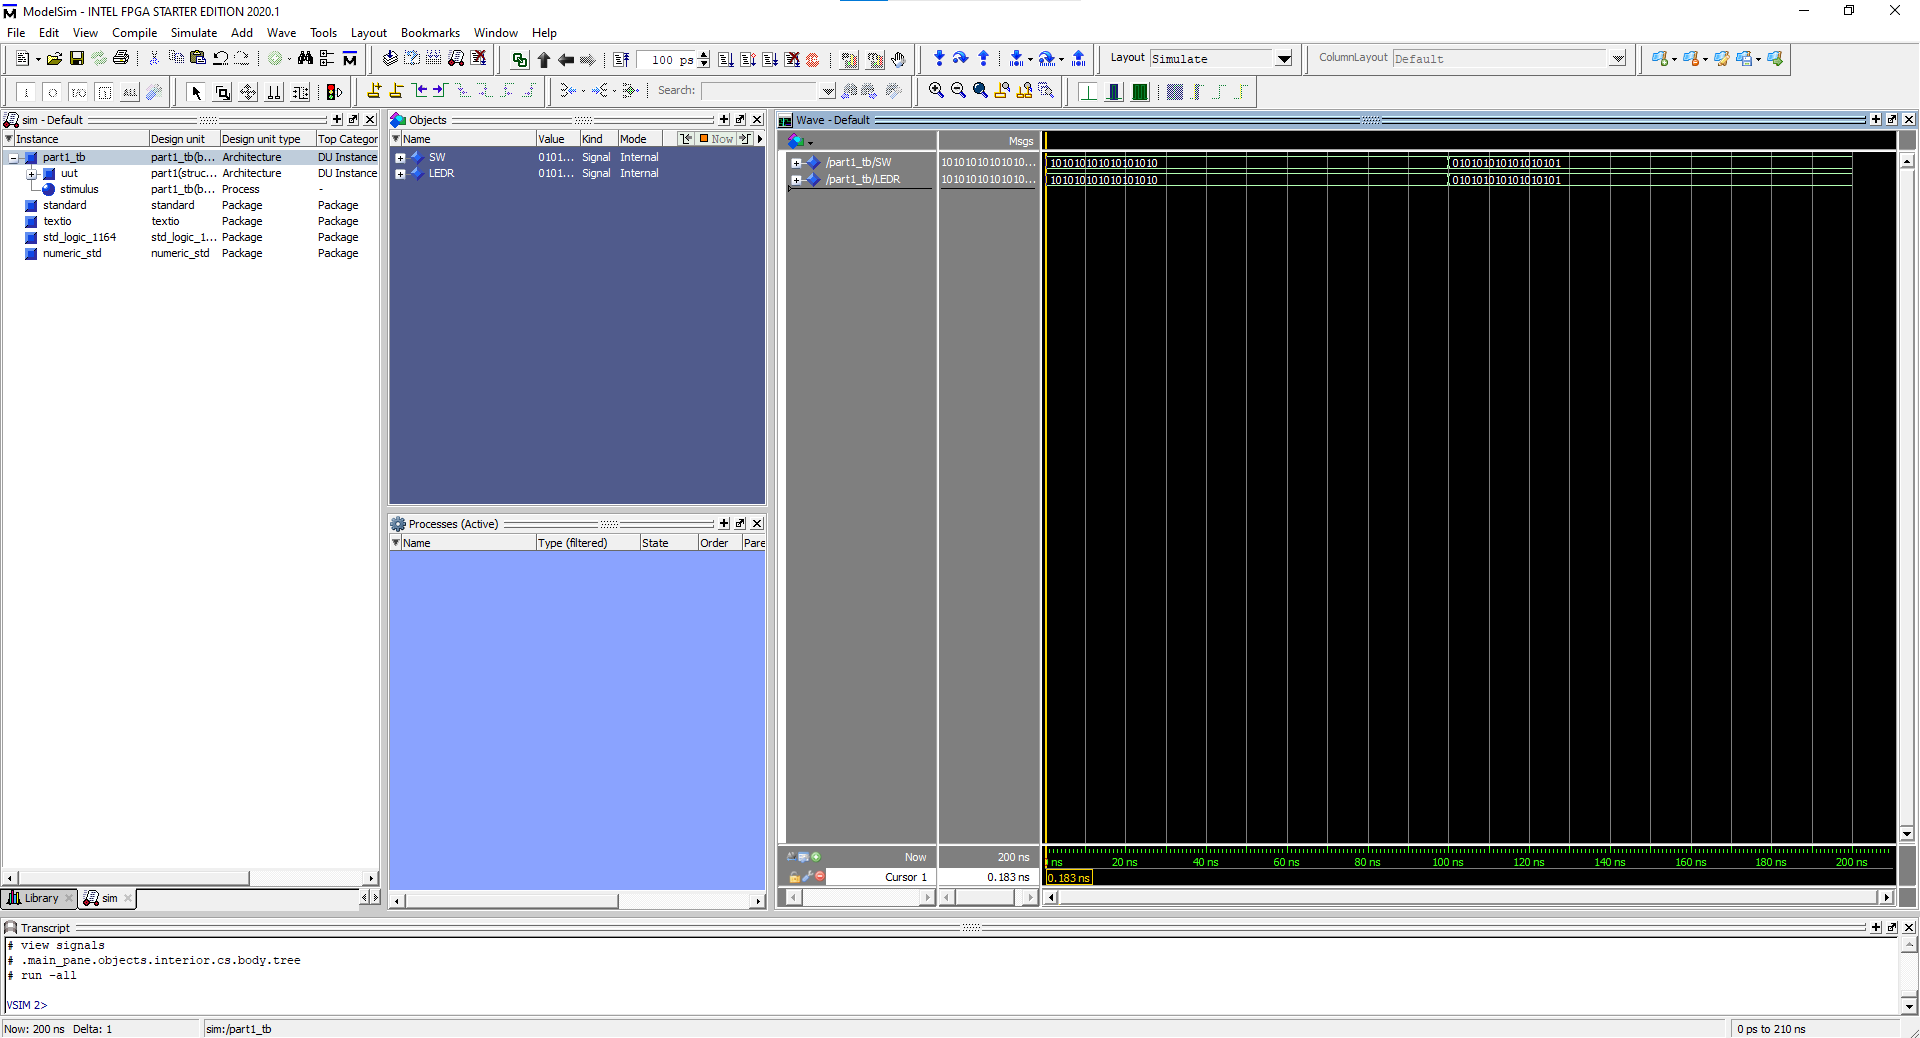 ModelSim - INTEL FPGA STARTER EDITION 2020.1
File Edit View Compile Simulate Add Wave Tools Layout Bookmarks Window Help
100 ps
Layout Simulate
ColumnLayout Default
ALL
Search:
sim - Default
Instance Design unit Design unit type Top Categor
part1_tb part1_tb(b... Architecture DU Instance
uut part1(struc... Architecture DU Instance
stimulus part1_tb(b... Process -
standard standard Package Package
textio textio Package Package
std_logic_1164 std_logic_1... Package Package
numeric_std numeric_std Package Package
Library sim
Objects
Name Value Kind Mode Now
SW 0101... Signal Internal
LEDR 0101... Signal Internal
Processes (Active)
Name Type (filtered) State Order Pare
Wave - Default
Msgs
/part1_tb/SW 10101010101010... 101010101010101010 010101010101010101
/part1_tb/LEDR 10101010101010... 101010101010101010 010101010101010101
Now 200 ns
ns 20 ns 40 ns 60 ns 80 ns 100 ns 120 ns 140 ns 160 ns 180 ns 200 ns
Cursor 1 0.183 ns 0.183 ns
Transcript
# view signals
# .main_pane.objects.interior.cs.body.tree
# run -all
VSIM 2>
Now: 200 ns Delta: 1 sim:/part1_tb 0 ps to 210 ns